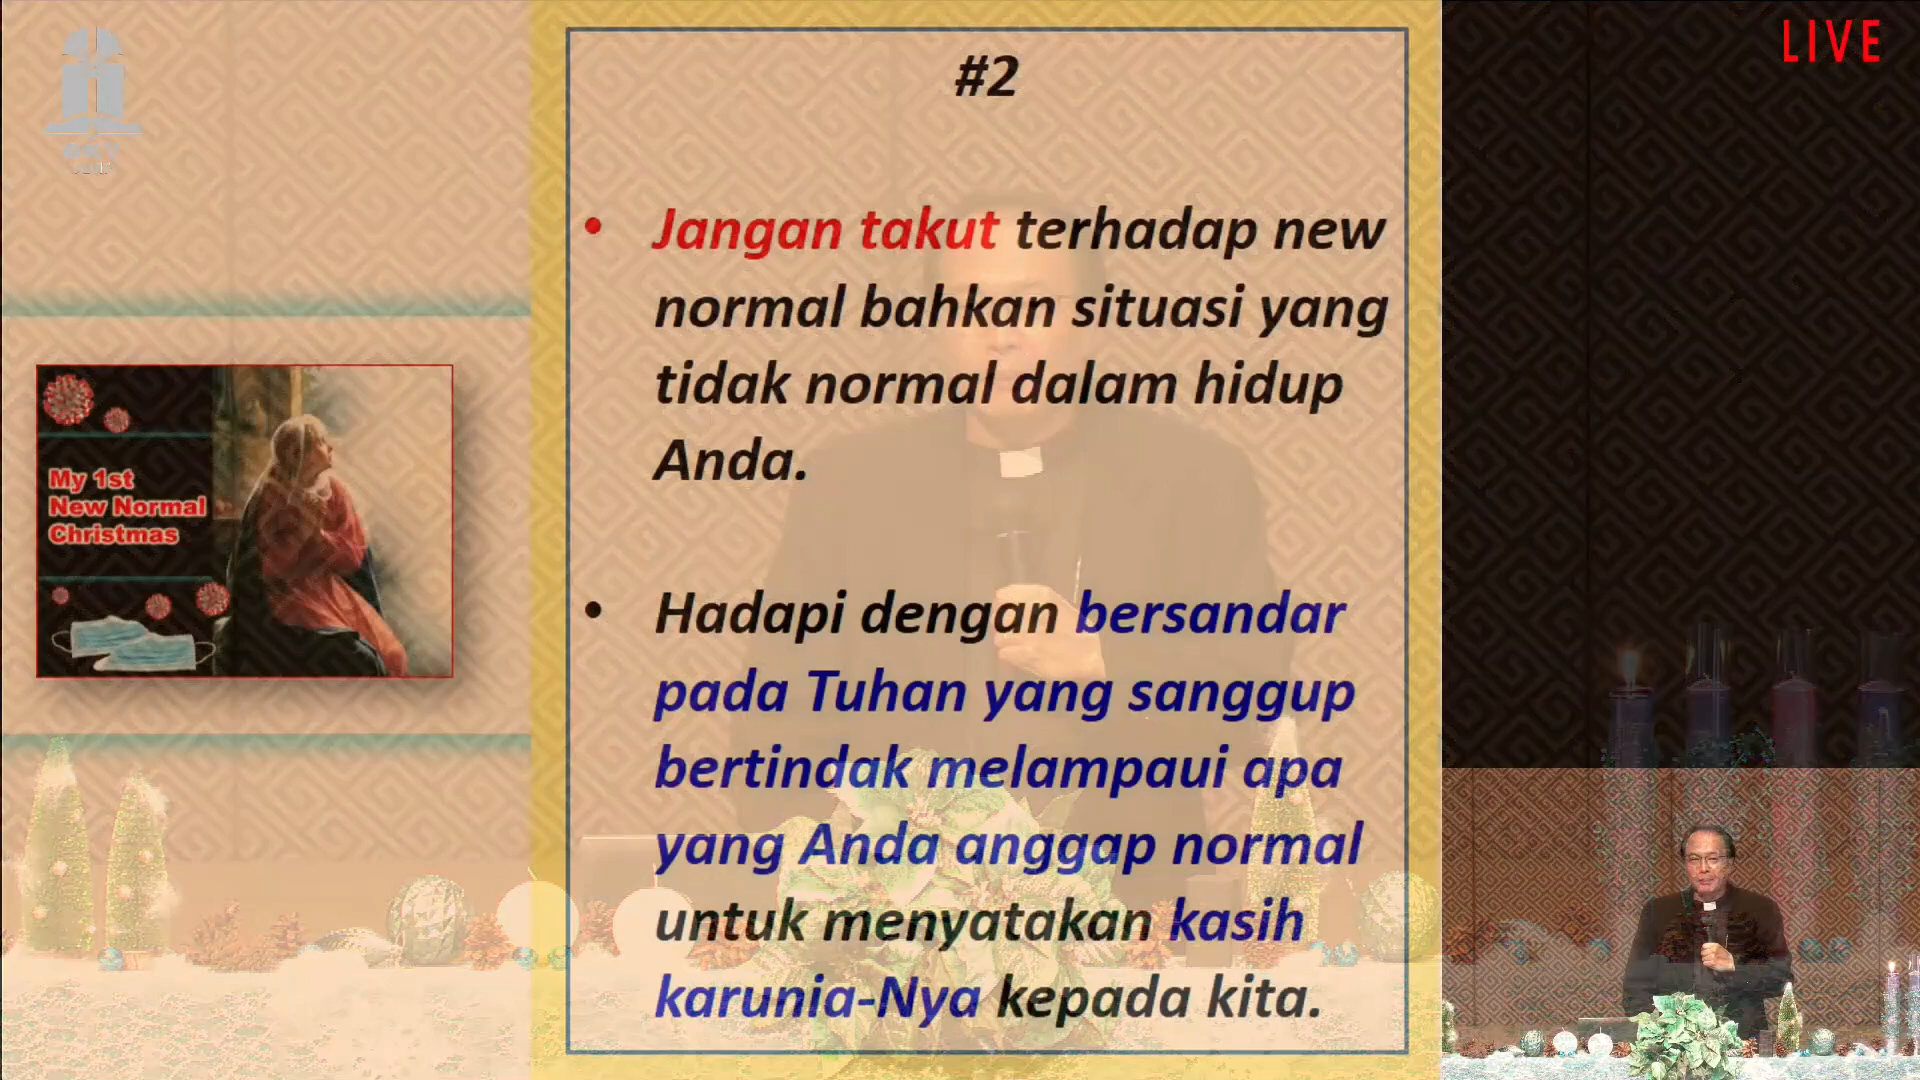 LIVE
#2
• Jangan takut terhadap new
normal bahkan situasi yang
tidak normal dalam hidup
Anda.
• Hadapi dengan bersandar
pada Tuhan yang sanggup
bertindak melampaui apa
yang Anda anggap normal
untuk menyatakan kasih
karunia-Nya kepada kita.
My 1st
New Normal
Christmas